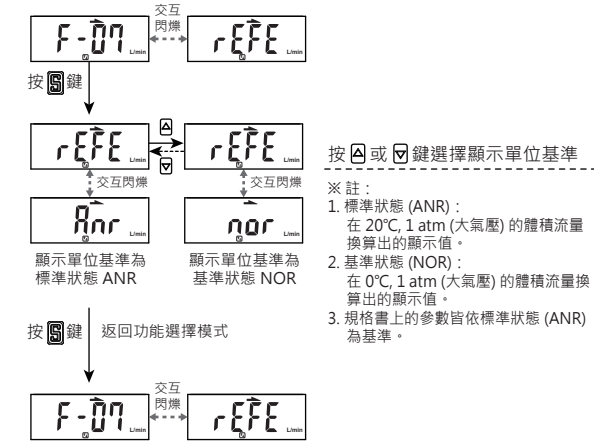 交互
閃爍
F-07 L/min rEFE L/min
按 S 鍵
rEFE L/min rEFE L/min
交互閃爍 交互閃爍
Anr L/min nor L/min
顯示單位基準為 顯示單位基準為
標準狀態 ANR 基準狀態 NOR
按 S 鍵 返回功能選擇模式
交互
閃爍
F-07 L/min rEFE L/min
按 △ 或 ▽ 鍵選擇顯示單位基準
※ 註：
1. 標準狀態 (ANR)：
在 20℃, 1 atm (大氣壓) 的體積流量
換算出的顯示值。
2. 基準狀態 (NOR)：
在 0℃, 1 atm (大氣壓) 的體積流量換
算出的顯示值。
3. 規格書上的參數皆依標準狀態 (ANR)
為基準。